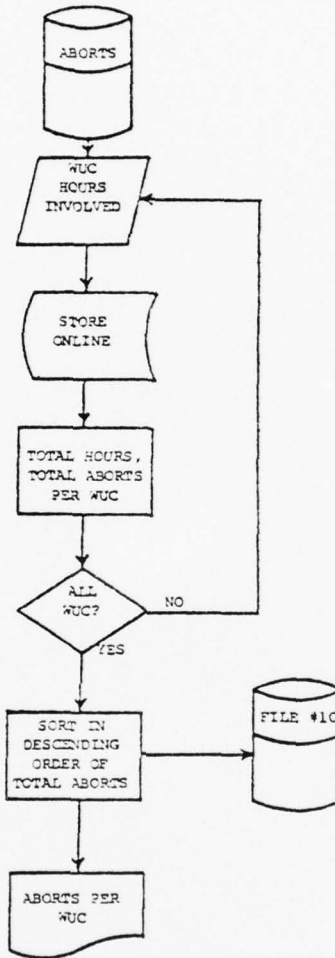 ABORTS
WUC
HOURS
INVOLVED
STORE
ONLINE
TOTAL HOURS,
TOTAL ABORTS
PER WUC
ALL
WUC?
NO
YES
SORT IN
DESCENDING
ORDER OF
TOTAL ABORTS
FILE #10
ABORTS PER
WUC